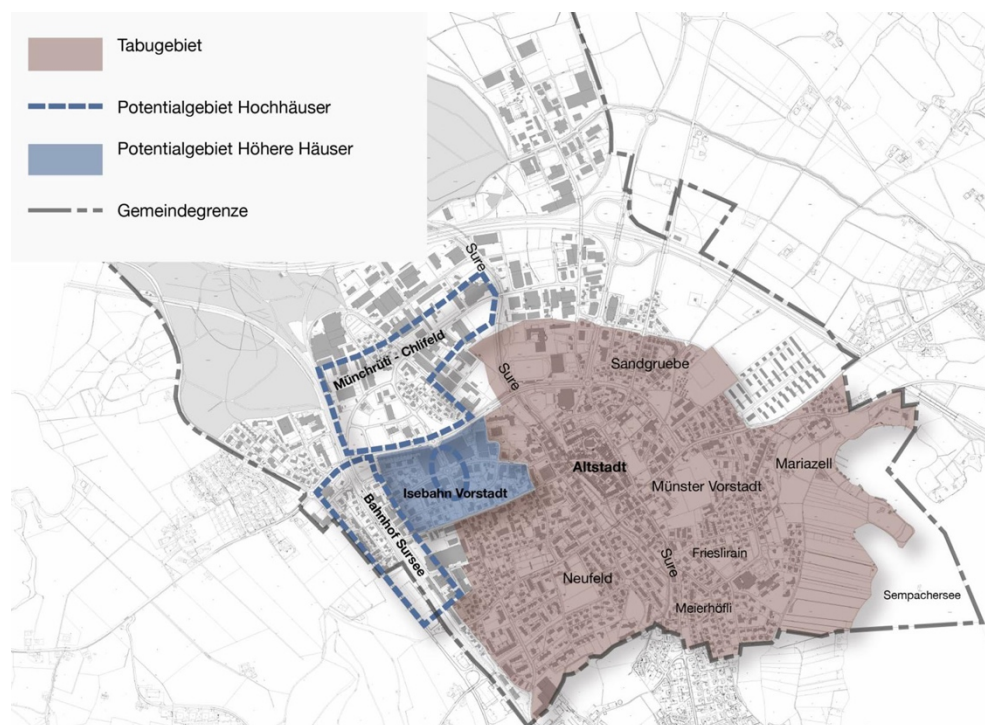 Tabugebiet
Potentialgebiet Hochhäuser
Potentialgebiet Höhere Häuser
Gemeindegrenze
Sure
Münchrüti - Chlifeld
Sure
Sandgruebe
Altstadt
Mariazell
Münster Vorstadt
Isebahn Vorstadt
Bahnhof Sursee
Frieslirain
Sure
Neufeld
Sempachersee
Meierhöfli